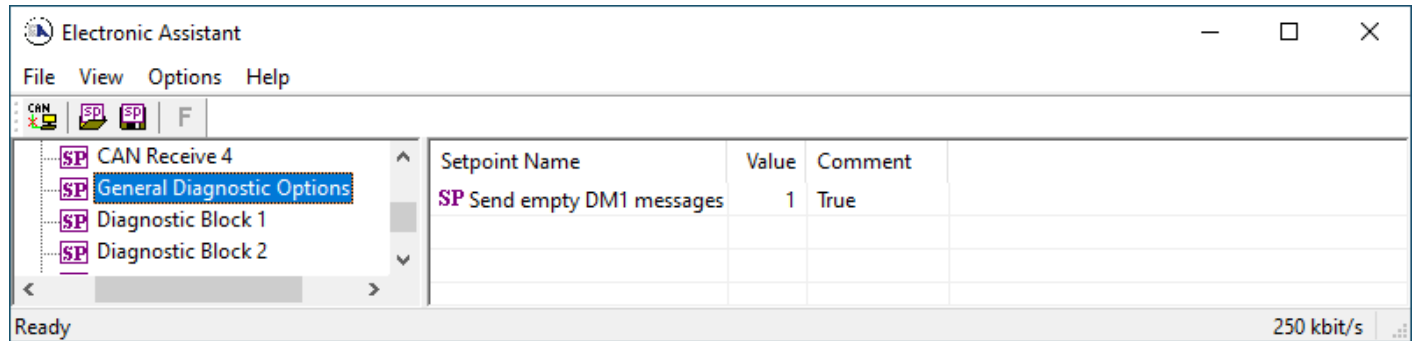 Electronic Assistant
File View Options Help
CAN SP SP F
CAN Receive 4
General Diagnostic Options
Diagnostic Block 1
Diagnostic Block 2
SP SP SP SP
Setpoint Name Value Comment
SP Send empty DM1 messages 1 True
Ready 250 kbit/s